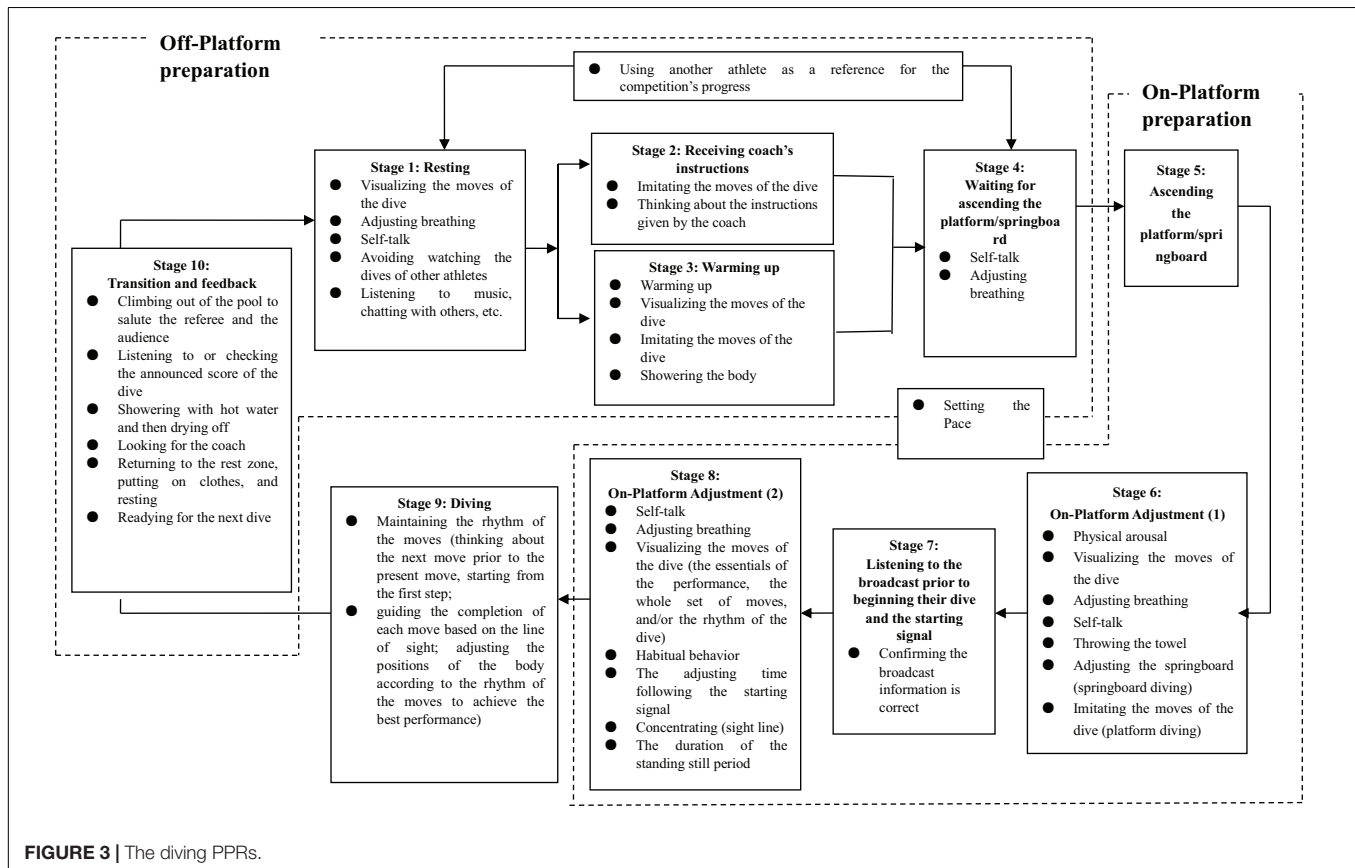 Off-Platform
preparation
● Using another athlete as a reference for the
competition's progress
On-Platform
preparation
Stage 1: Resting
● Visualizing the moves of
the dive
● Adjusting breathing
● Self-talk
● Avoiding watching the
dives of other athletes
● Listening to music,
chatting with others, etc.
Stage 2: Receiving coach's
instructions
● Imitating the moves of the dive
● Thinking about the instructions
given by the coach
Stage 3: Warming up
● Warming up
● Visualizing the moves of the
dive
● Imitating the moves of the
dive
● Showering the body
Stage 4:
Waiting for
ascending the
platform/springboa
rd
● Self-talk
● Adjusting
breathing
Stage 5:
Ascending
the
platform/spri
ngboard
● Setting the
Pace
Stage 6:
On-Platform Adjustment (1)
● Physical arousal
● Visualizing the moves of
the dive
● Adjusting breathing
● Self-talk
● Throwing the towel
● Adjusting the springboard
(springboard diving)
● Imitating the moves of the
dive (platform diving)
Stage 7:
Listening to the
broadcast prior to
beginning their dive
and the starting
signal
● Confirming the
broadcast
information is
correct
Stage 8:
On-Platform Adjustment (2)
● Self-talk
● Adjusting breathing
● Visualizing the moves of
the dive (the essentials of
the performance, the
whole set of moves,
and/or the rhythm of the
dive)
● Habitual behavior
● The adjusting time
following the starting
signal
● Concentrating (sight line)
● The duration of the
standing still period
Stage 9: Diving
● Maintaining the rhythm of
the moves (thinking about
the next move prior to the
present move, starting from
the first step;
● guiding the completion of
each move based on the line
of sight; adjusting the
positions of the body
according to the rhythm of
the moves to achieve the
best performance)
Stage 10:
Transition and feedback
● Climbing out of the pool to
salute the referee and the
audience
● Listening to or checking
the announced score of the
dive
● Showering with hot water
and then drying off
● Looking for the coach
● Returning to the rest zone,
putting on clothes, and
resting
● Readying for the next dive
FIGURE 3 | The diving PPRs.